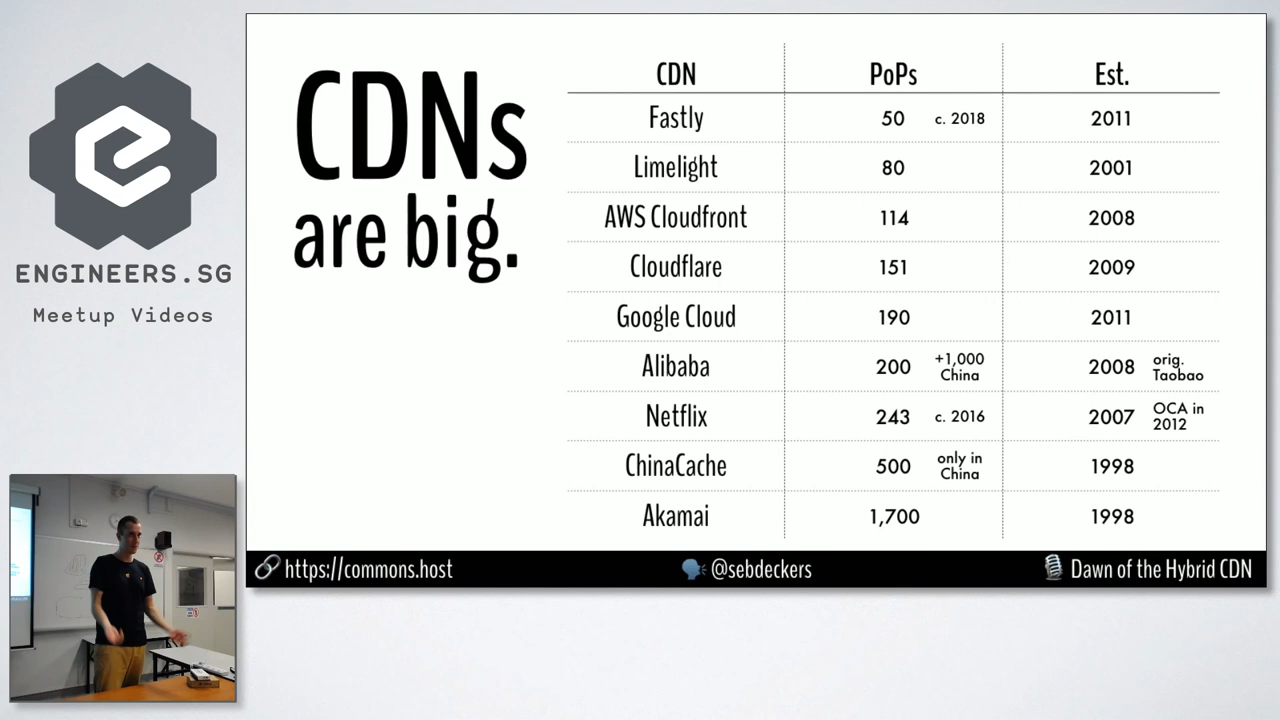 ENGINEERS.SG
Meetup Videos
CDNs
are big.
CDN PoPs Est.
Fastly 50 c. 2018 2011
Limelight 80 2001
AWS Cloudfront 114 2008
Cloudflare 151 2009
Google Cloud 190 2011
Alibaba 200 +1,000 China 2008 orig. Taobao
Netflix 243 c. 2016 2007 OCA in 2012
ChinaCache 500 only in China 1998
Akamai 1,700 1998
https://commons.host @sebdeckers Dawn of the Hybrid CDN